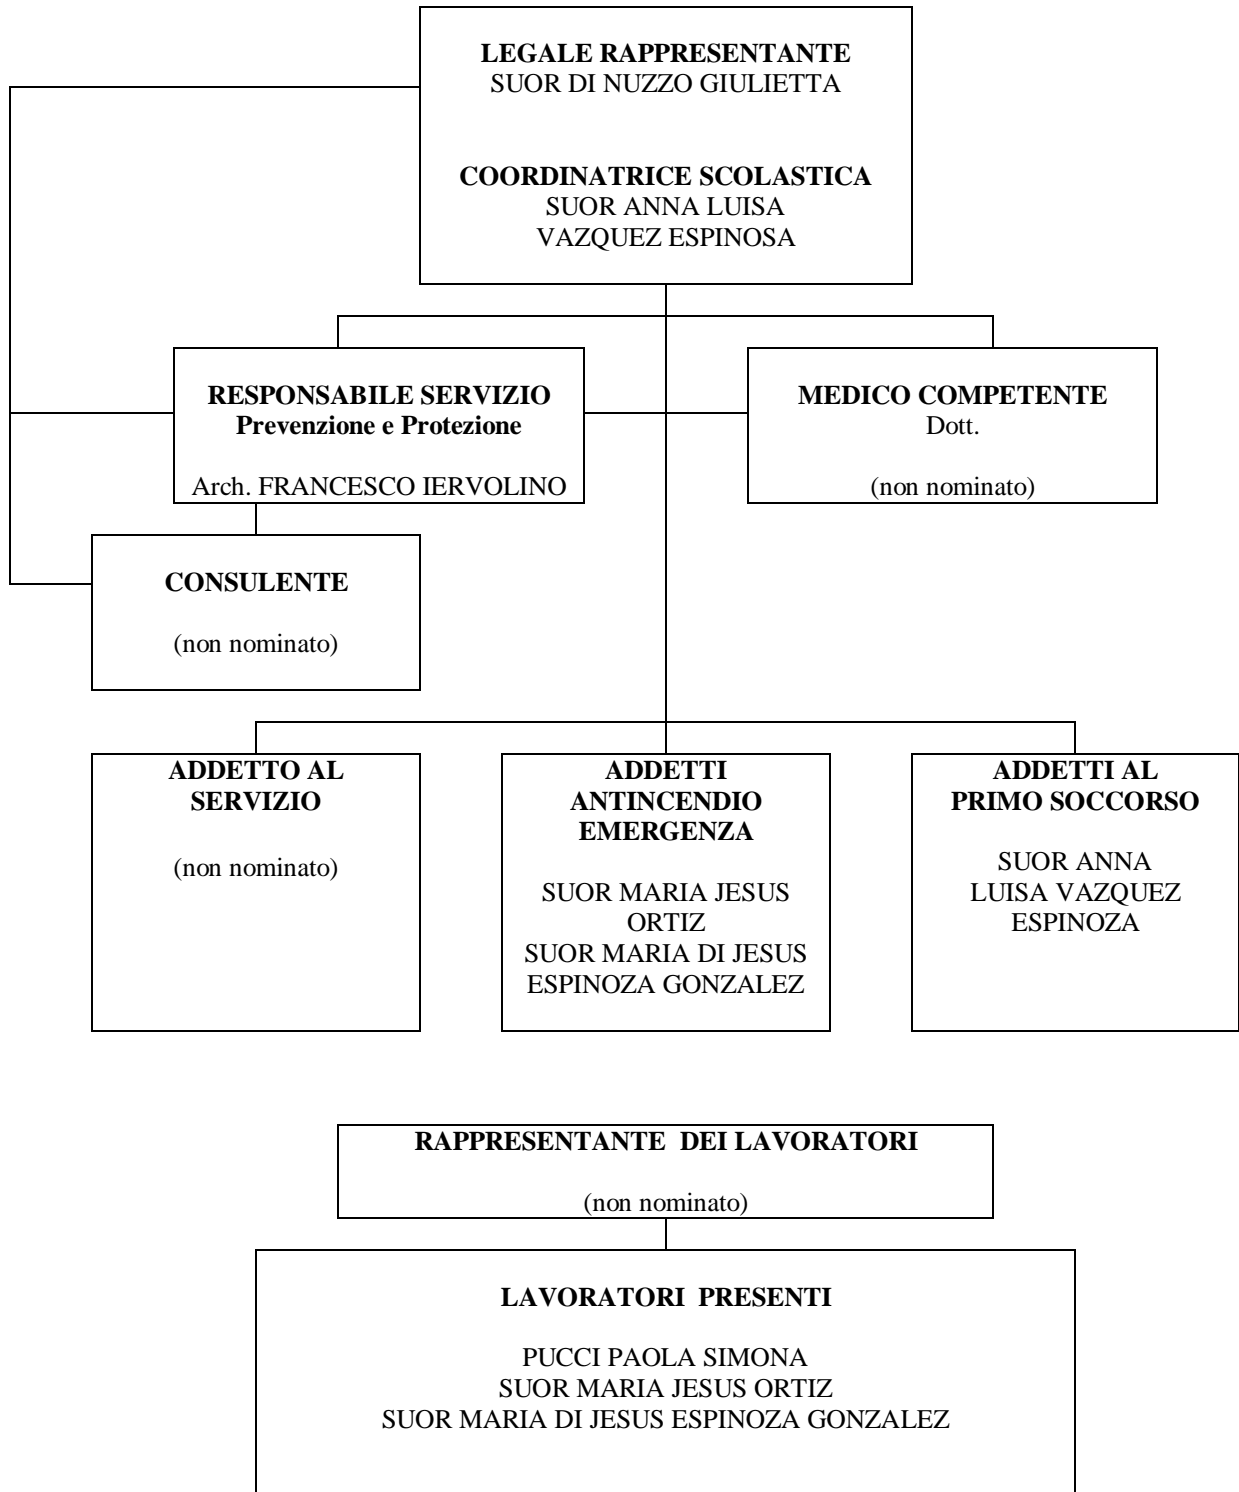 LEGALE RAPPRESENTANTE
SUOR DI NUZZO GIULIETTA
COORDINATRICE SCOLASTICA
SUOR ANNA LUISA
VAZQUEZ ESPINOSA
RESPONSABILE SERVIZIO
Prevenzione e Protezione
Arch. FRANCESCO IERVOLINO
MEDICO COMPETENTE
Dott.
(non nominato)
CONSULENTE
(non nominato)
ADDETTO AL
SERVIZIO
(non nominato)
ADDETTI
ANTINCENDIO
EMERGENZA
SUOR MARIA JESUS
ORTIZ
SUOR MARIA DI JESUS
ESPINOZA GONZALEZ
ADDETTI AL
PRIMO SOCCORSO
SUOR ANNA
LUISA VAZQUEZ
ESPINOZA
RAPPRESENTANTE DEI LAVORATORI
(non nominato)
LAVORATORI PRESENTI
PUCCI PAOLA SIMONA
SUOR MARIA JESUS ORTIZ
SUOR MARIA DI JESUS ESPINOZA GONZALEZ